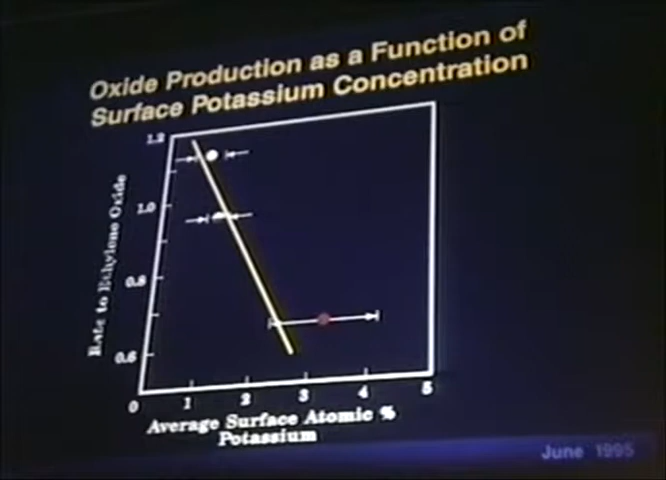 Oxide Production as a Function of
Surface Potassium Concentration
1.2
1.0
0.8
0.6
Rate to Ethylene Oxide
0 1 2 3 4 5
Average Surface Atomic %
Potassium
June 1995